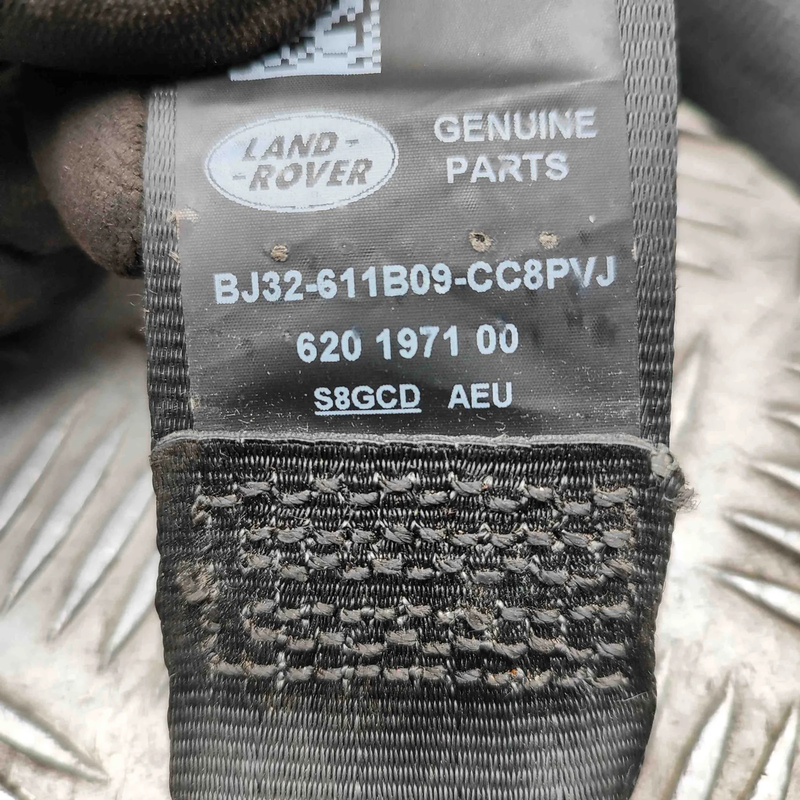 LAND-
-ROVER
GENUINE
PARTS
BJ32-611B09-CC8PVJ
620 1971 00
S8GCD AEU